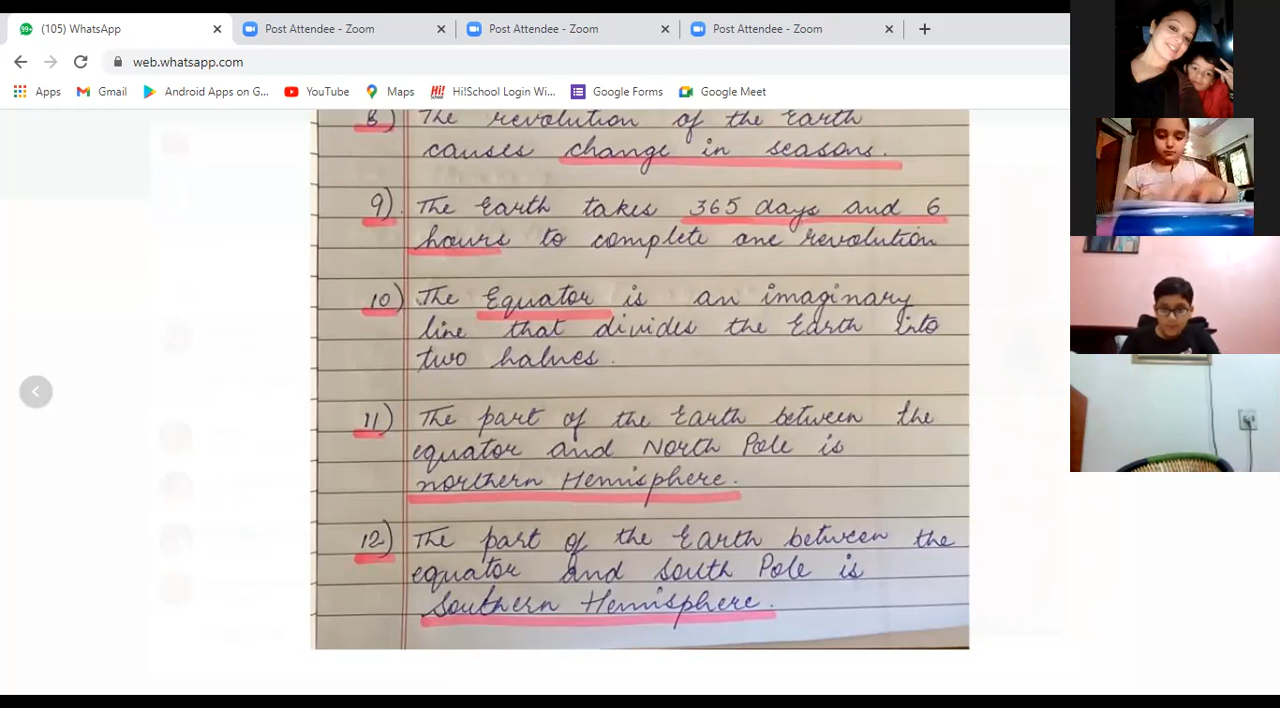 (105) WhatsApp
Post Attendee - Zoom
Post Attendee - Zoom
Post Attendee - Zoom
web.whatsapp.com
Apps
Gmail
Android Apps on G...
YouTube
Maps
Hi!School Login Wi...
Google Forms
Google Meet
8) The revolution of the Earth
causes change in seasons.
9). The Earth takes 365 days and 6
hours to complete one revolution
10) The Equator is an imaginary
line that divides the Earth into
two halves.
11) The part of the Earth between the
equator and North Pole is
northern Hemisphere.
12) The part of the Earth between the
equator and South Pole is
Southern Hemisphere.